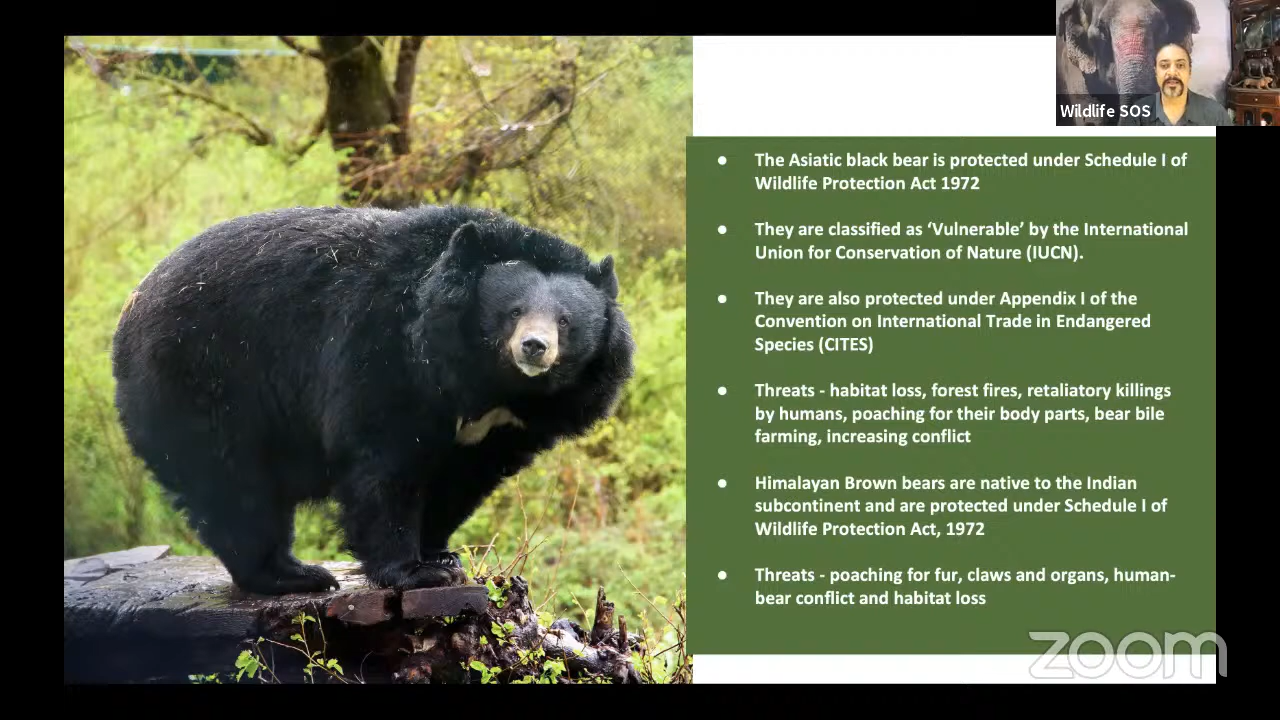 Wildlife SOS
• The Asiatic black bear is protected under Schedule I of
Wildlife Protection Act 1972
• They are classified as ‘Vulnerable’ by the International
Union for Conservation of Nature (IUCN).
• They are also protected under Appendix I of the
Convention on International Trade in Endangered
Species (CITES)
• Threats - habitat loss, forest fires, retaliatory killings
by humans, poaching for their body parts, bear bile
farming, increasing conflict
• Himalayan Brown bears are native to the Indian
subcontinent and are protected under Schedule I of
Wildlife Protection Act, 1972
• Threats - poaching for fur, claws and organs, human-
bear conflict and habitat loss
zoom